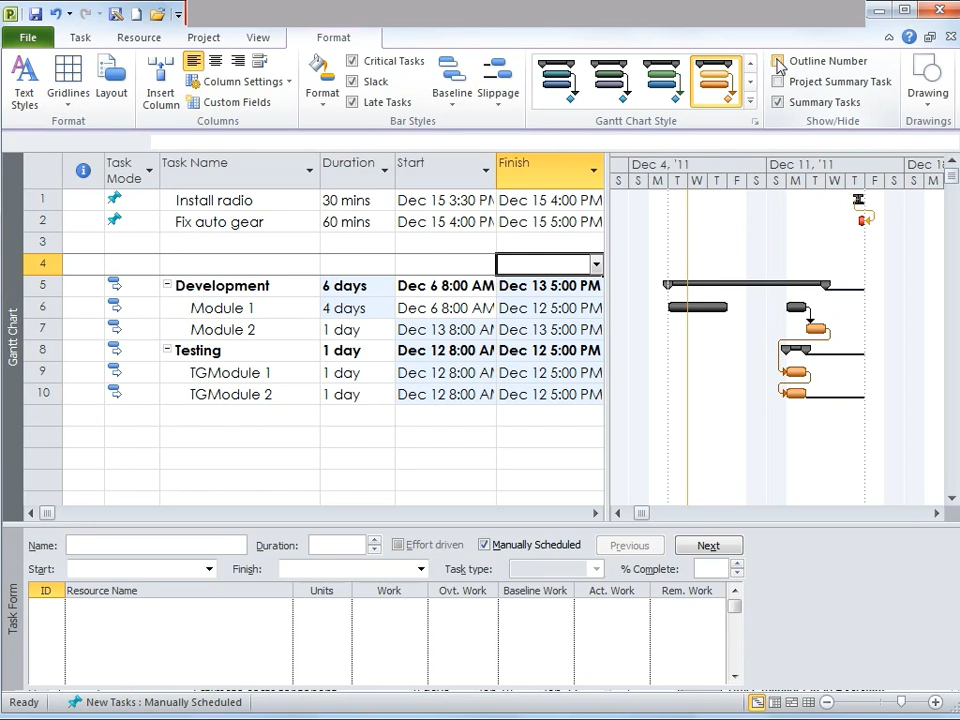 File Task Resource Project View Format
Text Styles Gridlines Layout Insert Column Column Settings Custom Fields Format Critical Tasks Slack Late Tasks Baseline Slippage Outline Number Project Summary Task Summary Tasks Drawing
Format Columns Bar Styles Gantt Chart Style Show/Hide Drawings
Task Mode Task Name Duration Start Finish Dec 4, '11 Dec 11, '11 Dec 18
S S M T W T F S S M T W T F S S M
1 Install radio 30 mins Dec 15 3:30 PM Dec 15 4:00 PM
2 Fix auto gear 60 mins Dec 15 4:00 PM Dec 15 5:00 PM
3
4
5 Development 6 days Dec 6 8:00 AM Dec 13 5:00 PM
6 Module 1 4 days Dec 6 8:00 AM Dec 13 5:00 PM
7 Module 2 1 day Dec 13 8:00 AM Dec 13 5:00 PM
8 Testing 1 day Dec 12 8:00 AM Dec 12 5:00 PM
9 TGModule 1 1 day Dec 12 8:00 AM Dec 12 5:00 PM
10 TGModule 2 1 day Dec 12 8:00 AM Dec 12 5:00 PM
Gantt Chart
Name: Duration: Effort driven Manually Scheduled Previous Next
Start: Finish: Task type: % Complete:
ID Resource Name Units Work Ovt. Work Baseline Work Act. Work Rem. Work
Task Form
Ready New Tasks : Manually Scheduled